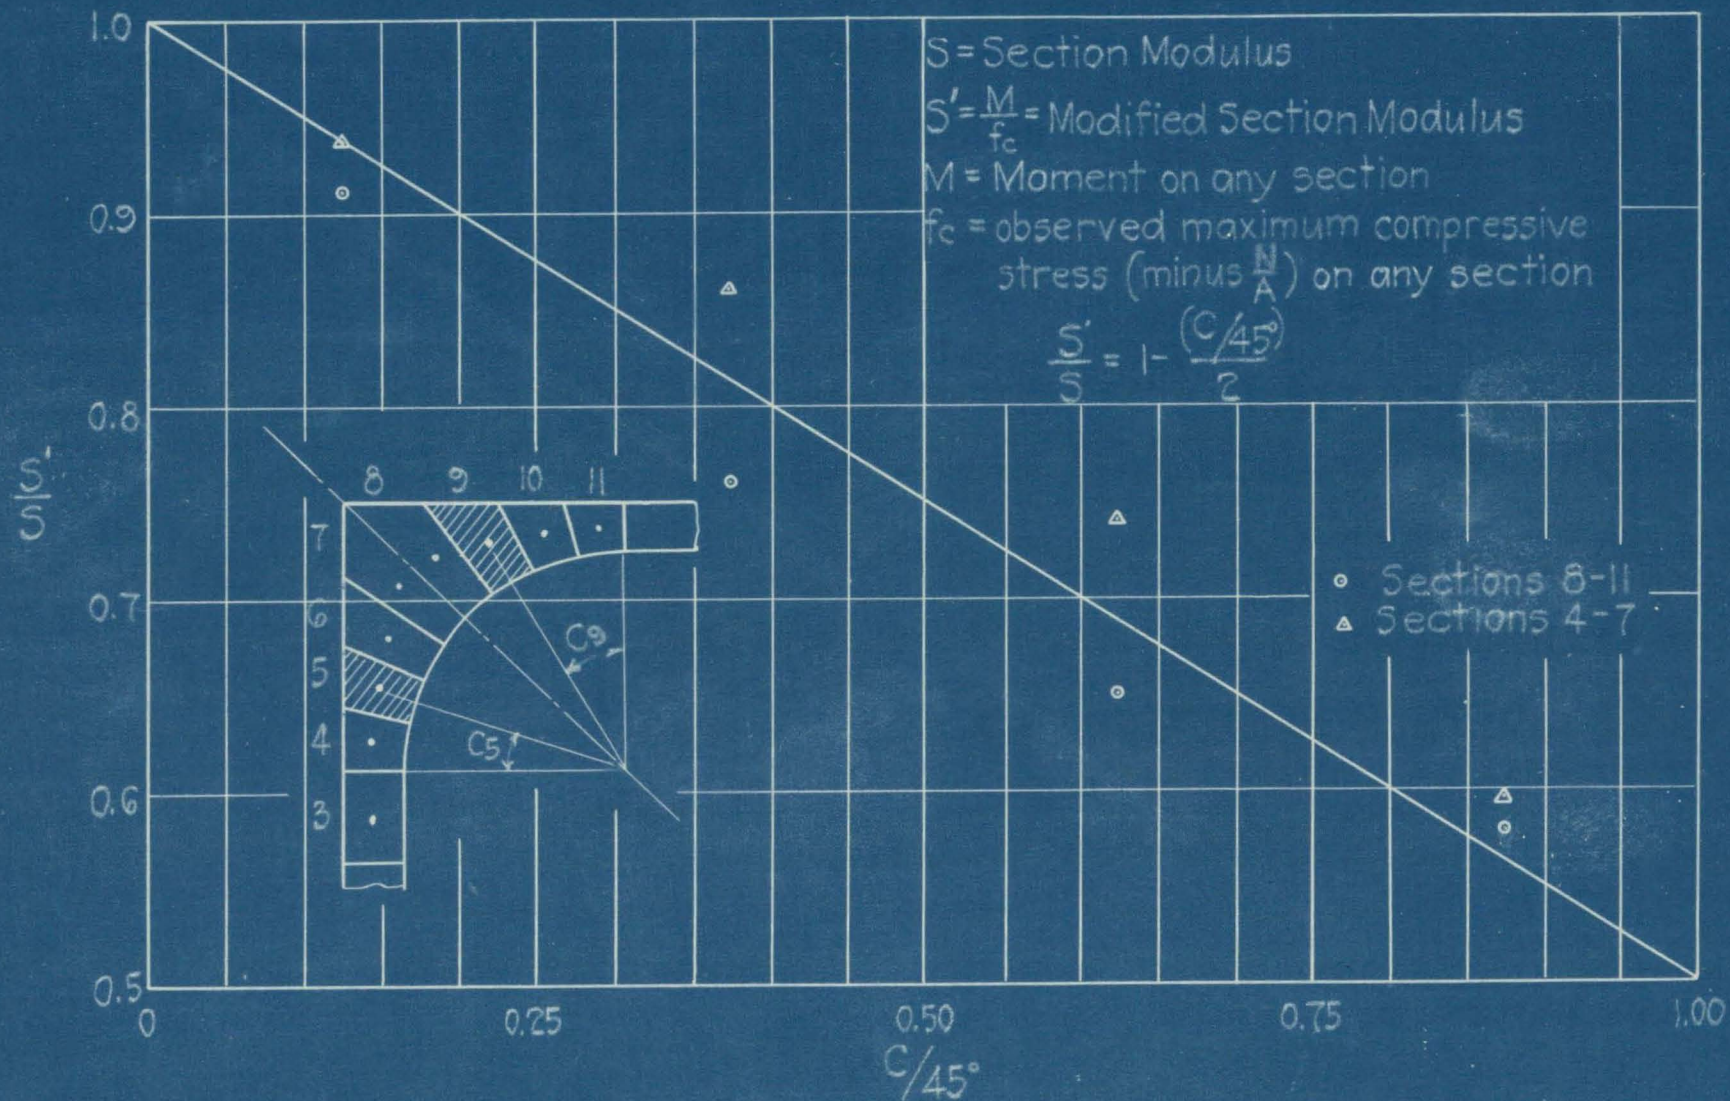 1.0
0.9
0.8
0.7
0.6
0.5
S'
S
S = Section Modulus
S' = M/fc = Modified Section Modulus
M = Moment on any section
fc = observed maximum compressive
stress (minus N/A) on any section
S'/S = 1 - (C/45°)/2
8 9 10 11
7
6
5
4
3
C9
C5
Sections 8-11
Sections 4-7
0 0.25 0.50 0.75 1.00
C/45°